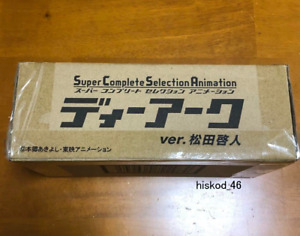 Super Complete Selection Animation
スーパー コンプリート セレクション アニメーション
ディーアーク
ver. 松田啓人
©本郷あきよし・東映アニメーション
hiskod_46